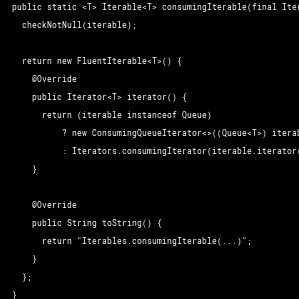 public static <T> Iterable<T> consumingIterable(final Iter
checkNotNull(iterable);
return new FluentIterable<T>() {
@Override
public Iterator<T> iterator() {
return (iterable instanceof Queue)
? new ConsumingQueueIterator<>((Queue<T>) iterab
: Iterators.consumingIterator(iterable.iterator(
}
@Override
public String toString() {
return "Iterables.consumingIterable(...)";
}
};
}